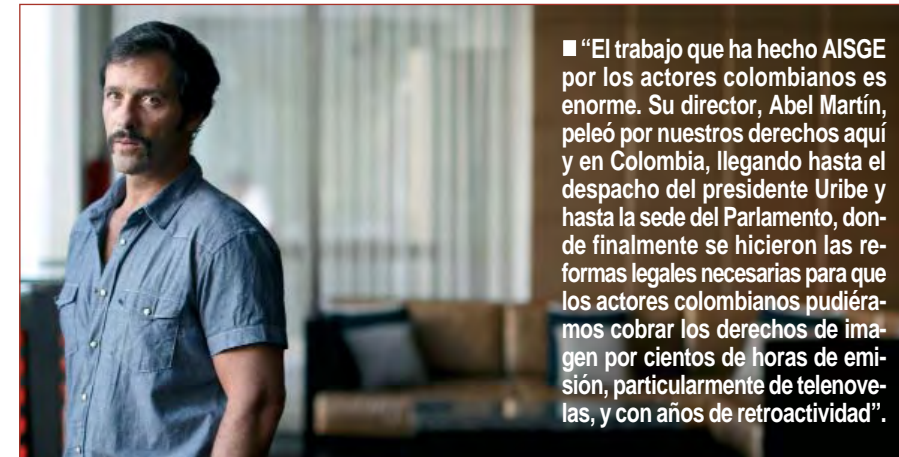 ■ “El trabajo que ha hecho AISGE
por los actores colombianos es
enorme. Su director, Abel Martín,
peleó por nuestros derechos aquí
y en Colombia, llegando hasta el
despacho del presidente Uribe y
hasta la sede del Parlamento, don-
de finalmente se hicieron las re-
formas legales necesarias para que
los actores colombianos pudiéra-
mos cobrar los derechos de ima-
gen por cientos de horas de emi-
sión, particularmente de telenove-
las, y con años de retroactividad”.